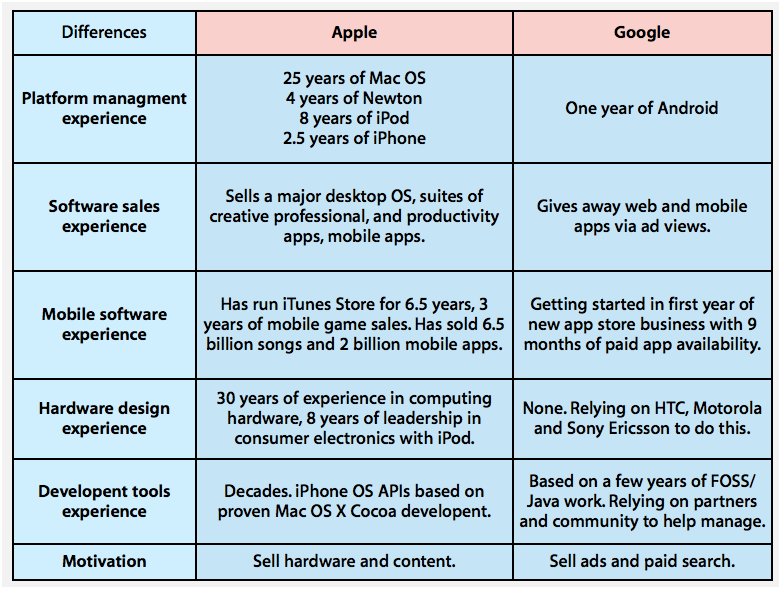 Differences
Apple
Google
Platform managment
experience
25 years of Mac OS
4 years of Newton
8 years of iPod
2.5 years of iPhone
One year of Android
Software sales
experience
Sells a major desktop OS, suites of
creative professional, and productivity
apps, mobile apps.
Gives away web and mobile
apps via ad views.
Mobile software
experience
Has run iTunes Store for 6.5 years, 3
years of mobile game sales. Has sold 6.5
billion songs and 2 billion mobile apps.
Getting started in first year of
new app store business with 9
months of paid app availability.
Hardware design
experience
30 years of experience in computing
hardware, 8 years of leadership in
consumer electronics with iPod.
None. Relying on HTC, Motorola
and Sony Ericsson to do this.
Developent tools
experience
Decades. iPhone OS APIs based on
proven Mac OS X Cocoa developent.
Based on a few years of FOSS/
Java work. Relying on partners
and community to help manage.
Motivation
Sell hardware and content.
Sell ads and paid search.